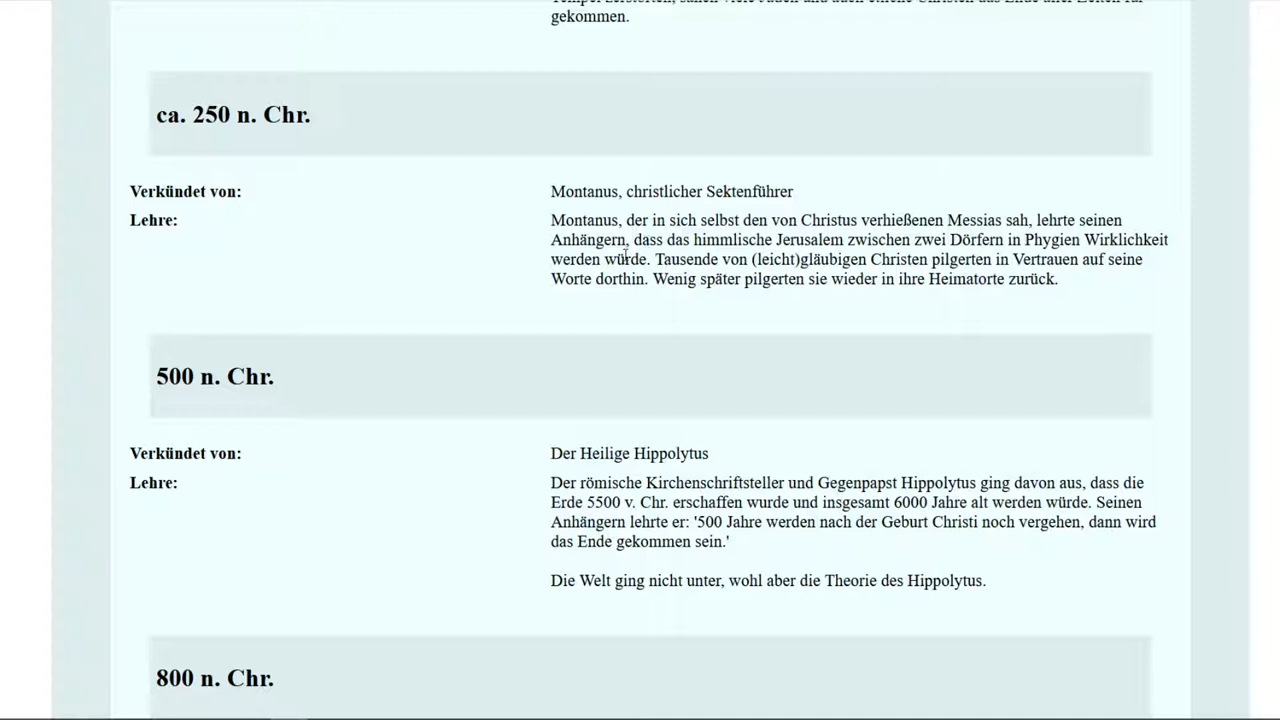 gekommen.
ca. 250 n. Chr.
Verkündet von:
Montanus, christlicher Sektenführer
Lehre:
Montanus, der in sich selbst den von Christus verhießenen Messias sah, lehrte seinen
Anhängern, dass das himmlische Jerusalem zwischen zwei Dörfern in Phygien Wirklichkeit
werden würde. Tausende von (leicht)gläubigen Christen pilgerten in Vertrauen auf seine
Worte dorthin. Wenig später pilgerten sie wieder in ihre Heimatorte zurück.
500 n. Chr.
Verkündet von:
Der Heilige Hippolytus
Lehre:
Der römische Kirchenschriftsteller und Gegenpapst Hippolytus ging davon aus, dass die
Erde 5500 v. Chr. erschaffen wurde und insgesamt 6000 Jahre alt werden würde. Seinen
Anhängern lehrte er: '500 Jahre werden nach der Geburt Christi noch vergehen, dann wird
das Ende gekommen sein.'
Die Welt ging nicht unter, wohl aber die Theorie des Hippolytus.
800 n. Chr.